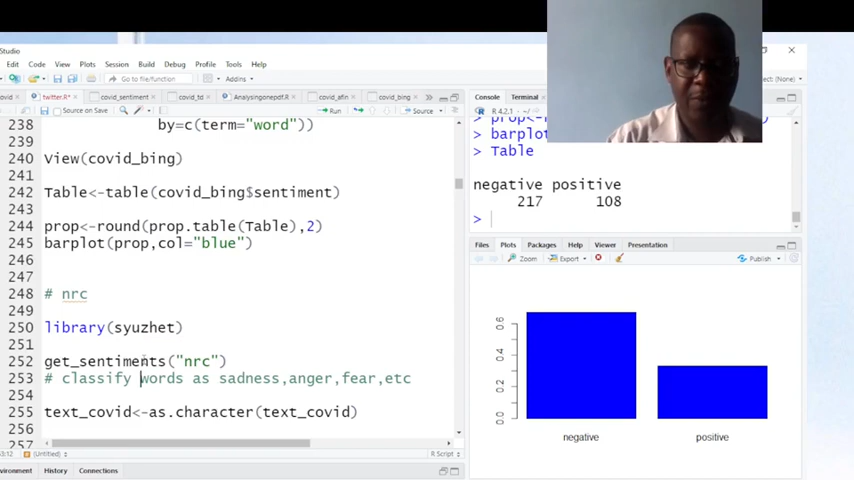 Studio
Edit Code View Plots Session Build Debug Profile Tools Help
Go to file/function Addins
twitter.R* covid_sentiment covid_td Analysingonepdf.R covid_afin covid_bing
Source on Save Run Source
238 by=c(term="word"))
239
240 View(covid_bing)
241
242 Table<-table(covid_bing$sentiment)
243
244 prop<-round(prop.table(Table),2)
245 barplot(prop,col="blue")
246
247
248 # nrc
249
250 library(syuzhet)
251
252 get_sentiments("nrc")
253 # classify words as sadness,anger,fear,etc
254
255 text_covid<-as.character(text_covid)
256
257
53:12 (Untitled) R Script
History Connections
Console Terminal
R 4.2.1
> barplot
> Table
negative positive
217 108
>
Files Plots Packages Help Viewer Presentation
Zoom Export Publish
0.6
0.4
0.2
0.0
negative positive